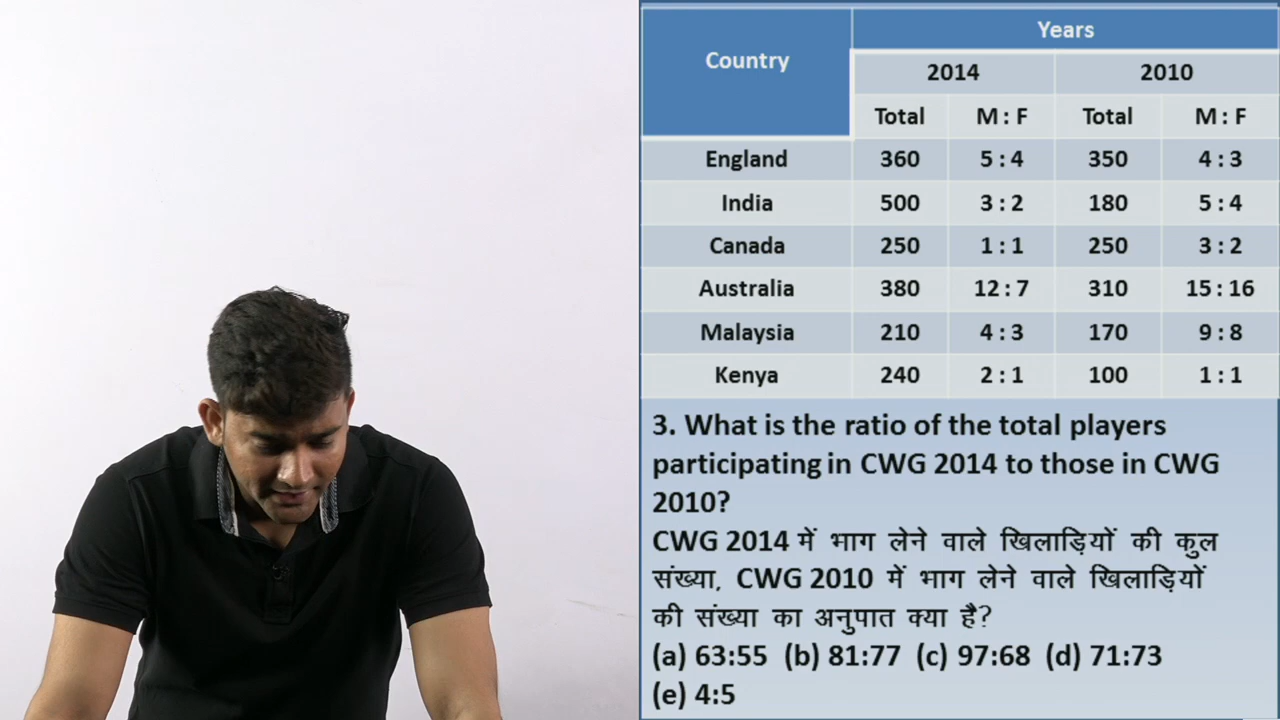 Country Years
2014 2010
Total M : F Total M : F
England 360 5 : 4 350 4 : 3
India 500 3 : 2 180 5 : 4
Canada 250 1 : 1 250 3 : 2
Australia 380 12 : 7 310 15 : 16
Malaysia 210 4 : 3 170 9 : 8
Kenya 240 2 : 1 100 1 : 1
3. What is the ratio of the total players
participating in CWG 2014 to those in CWG
2010?
CWG 2014 में भाग लेने वाले खिलाड़ियों की कुल
संख्या, CWG 2010 में भाग लेने वाले खिलाड़ियों
की संख्या का अनुपात क्या है?
(a) 63:55 (b) 81:77 (c) 97:68 (d) 71:73
(e) 4:5